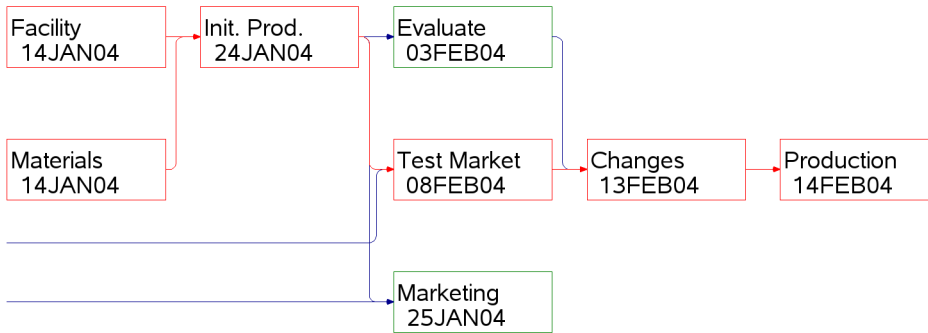 Facility
14JAN04
Init. Prod.
24JAN04
Evaluate
03FEB04
Materials
14JAN04
Test Market
08FEB04
Changes
13FEB04
Production
14FEB04
Marketing
25JAN04